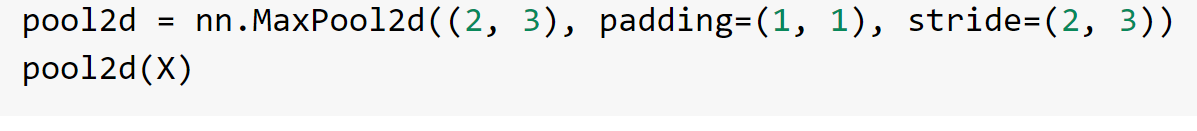 pool2d = nn.MaxPool2d((2, 3), padding=(1, 1), stride=(2, 3))
pool2d(X)